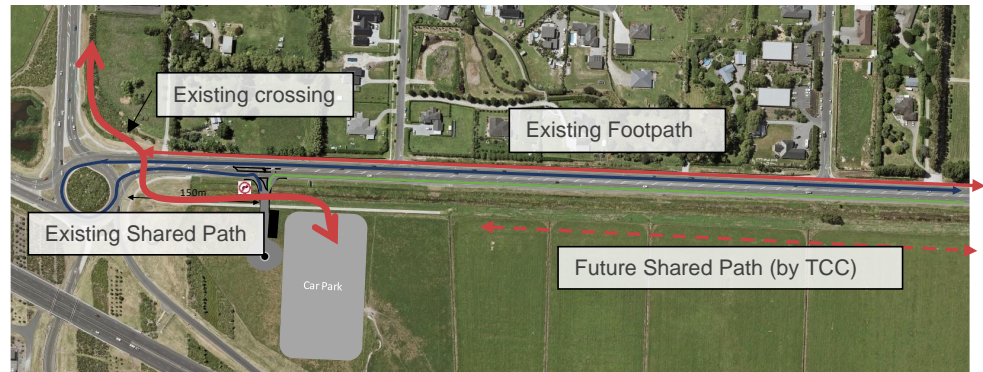 Existing crossing
Existing Footpath
150m
Existing Shared Path
Future Shared Path (by TCC)
Car Park